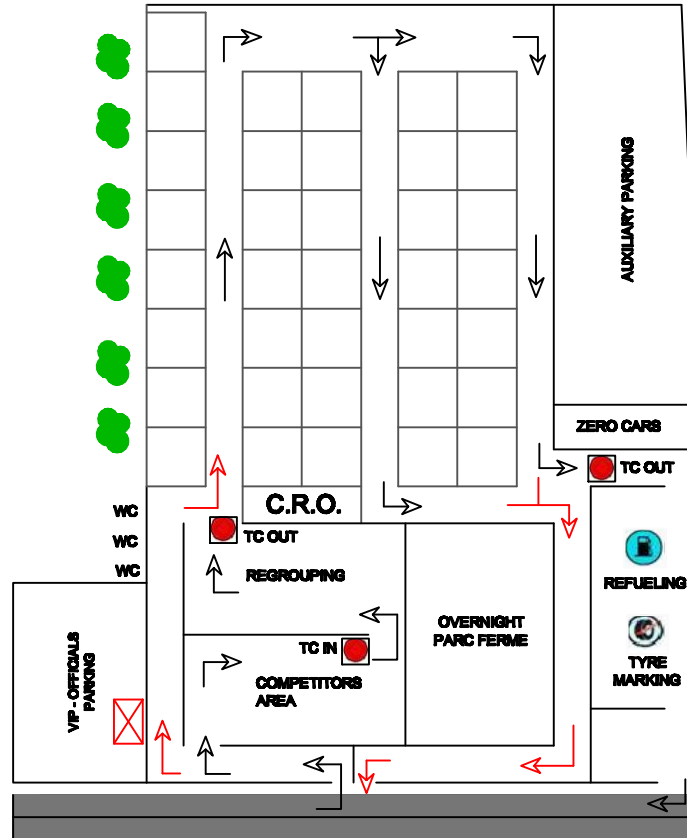 AUXILIARY PARKING
ZERO CARS
TC OUT
C.R.O.
WC
WC
WC
TC OUT
REGROUPING
REFUELING
OVERNIGHT
PARC FERME
TC IN
TYRE
MARKING
COMPETITORS
AREA
VIP - OFFICIALS
PARKING